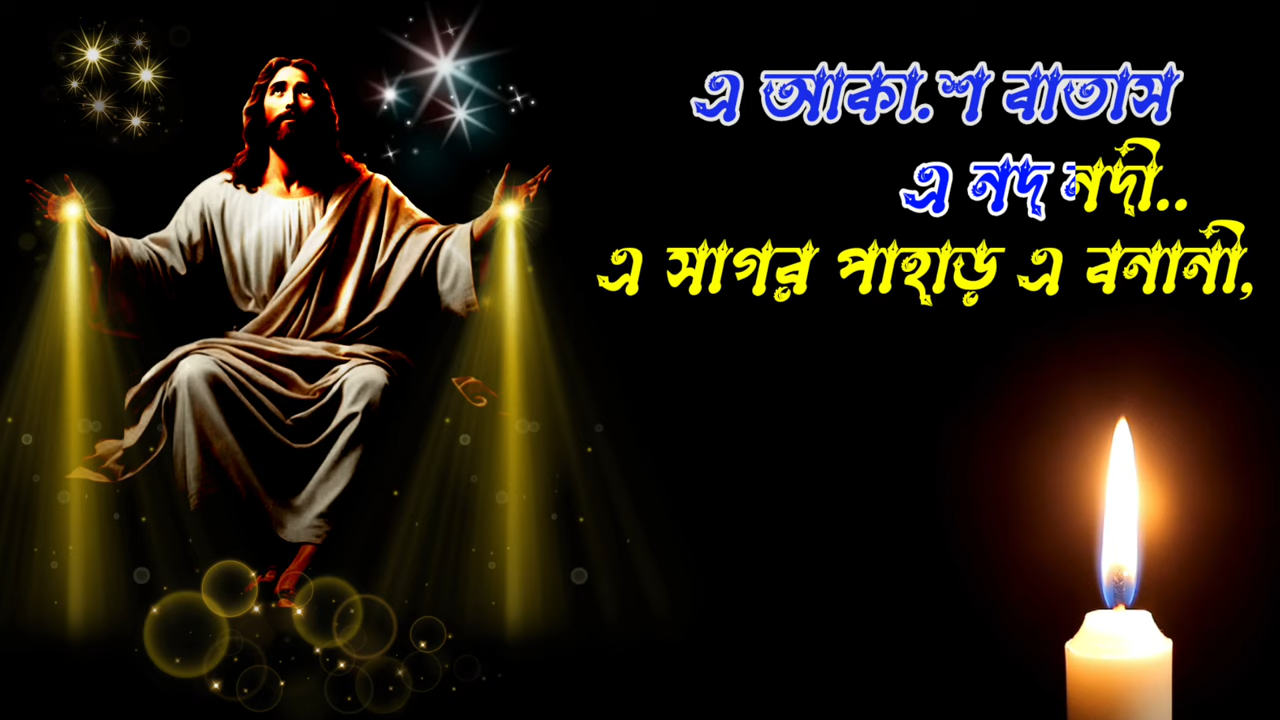 এ আকা.শ বাতাস
এ নদ নদী..
এ সাগর পাহাড় এ বনানী,